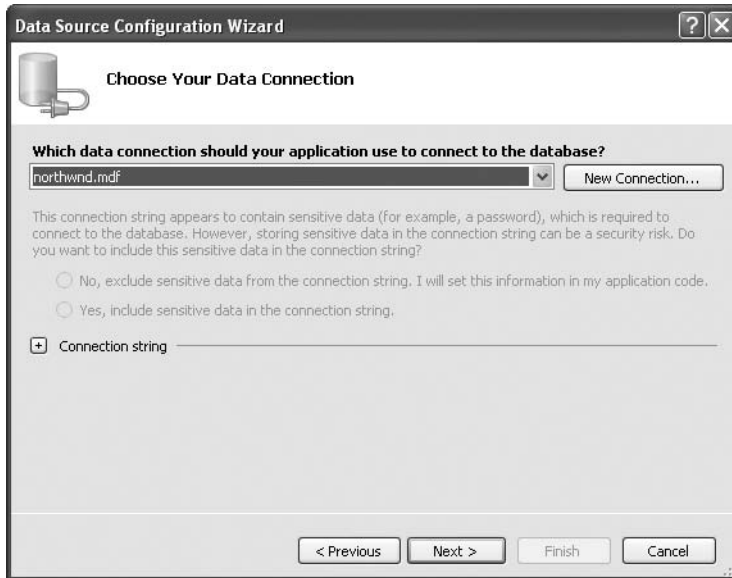 Data Source Configuration Wizard
Choose Your Data Connection
Which data connection should your application use to connect to the database?
northwnd.mdf
New Connection...
This connection string appears to contain sensitive data (for example, a password), which is required to
connect to the database. However, storing sensitive data in the connection string can be a security risk. Do
you want to include this sensitive data in the connection string?
No, exclude sensitive data from the connection string. I will set this information in my application code.
Yes, include sensitive data in the connection string.
Connection string
< Previous
Next >
Finish
Cancel